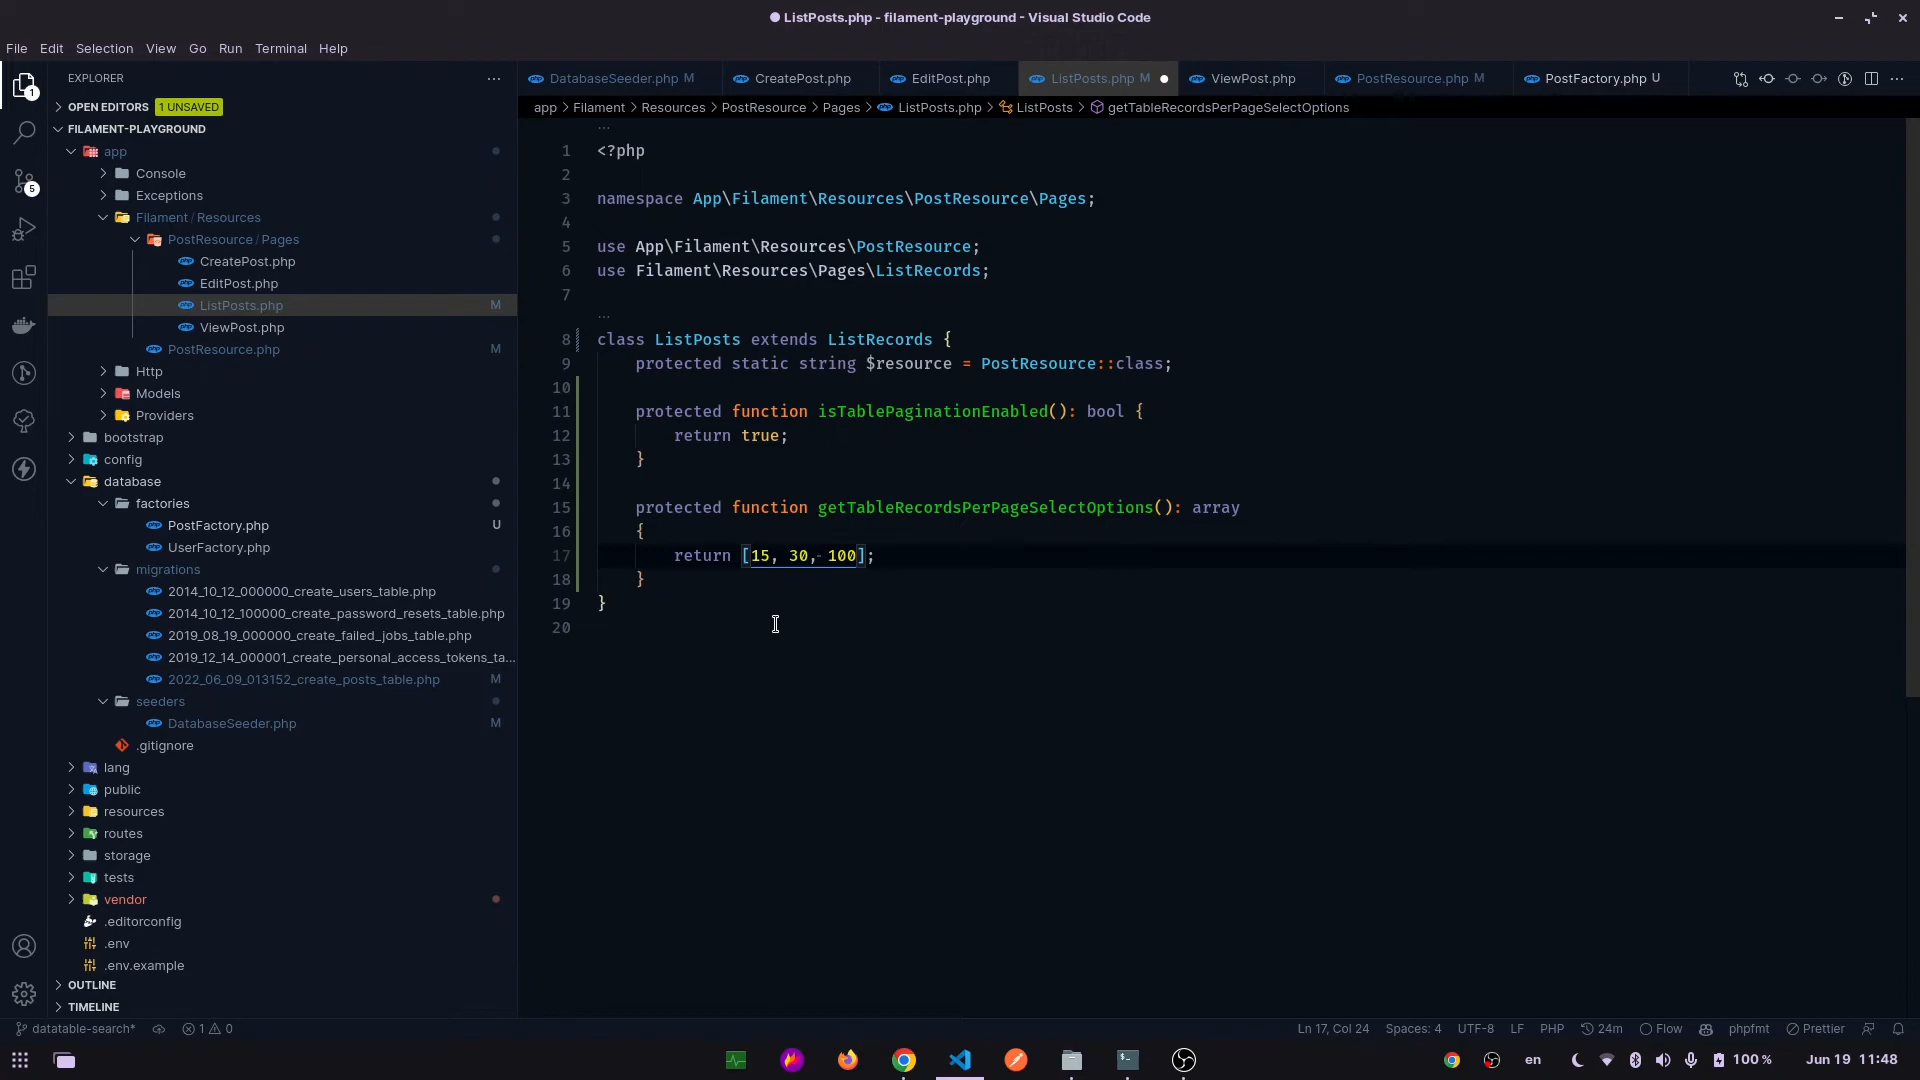 ListPosts.php - filament-playground - Visual Studio Code
File Edit Selection View Go Run Terminal Help
EXPLORER
OPEN EDITORS 1 UNSAVED
FILAMENT-PLAYGROUND
app
Console
Exceptions
Filament / Resources
PostResource / Pages
CreatePost.php
EditPost.php
ListPosts.php M
ViewPost.php
PostResource.php M
Http
Models
Providers
bootstrap
config
database
factories
PostFactory.php U
UserFactory.php
migrations
2014_10_12_000000_create_users_table.php
2014_10_12_100000_create_password_resets_table.php
2019_08_19_000000_create_failed_jobs_table.php
2019_12_14_000001_create_personal_access_tokens_ta...
2022_06_09_013152_create_posts_table.php M
seeders
DatabaseSeeder.php M
.gitignore
lang
public
resources
routes
storage
tests
vendor
.editorconfig
.env
.env.example
OUTLINE
TIMELINE
1
5
DatabaseSeeder.php M CreatePost.php EditPost.php ListPosts.php M ViewPost.php PostResource.php M PostFactory.php U
app > Filament > Resources > PostResource > Pages > ListPosts.php > ListPosts > getTableRecordsPerPageSelectOptions
1 <?php
2
3 namespace App\Filament\Resources\PostResource\Pages;
4
5 use App\Filament\Resources\PostResource;
6 use Filament\Resources\Pages\ListRecords;
7
8 class ListPosts extends ListRecords {
9 protected static string $resource = PostResource::class;
10
11 protected function isTablePaginationEnabled(): bool {
12 return true;
13 }
14
15 protected function getTableRecordsPerPageSelectOptions(): array
16 {
17 return [15, 30, 100];
18 }
19 }
20
datatable-search* 1 0 Ln 17, Col 24 Spaces: 4 UTF-8 LF PHP 24m Flow phpfmt Prettier
en 100 % Jun 19 11:48